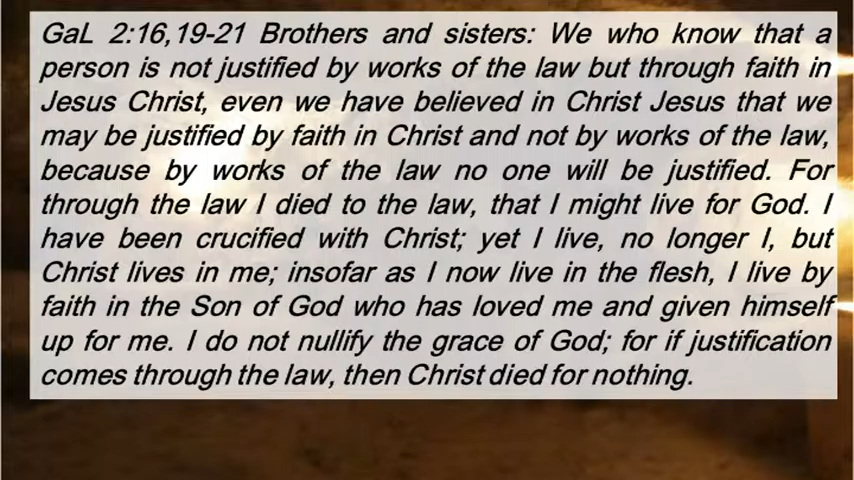 GaL 2:16,19-21 Brothers and sisters: We who know that a
person is not justified by works of the law but through faith in
Jesus Christ, even we have believed in Christ Jesus that we
may be justified by faith in Christ and not by works of the law,
because by works of the law no one will be justified. For
through the law I died to the law, that I might live for God. I
have been crucified with Christ; yet I live, no longer I, but
Christ lives in me; insofar as I now live in the flesh, I live by
faith in the Son of God who has loved me and given himself
up for me. I do not nullify the grace of God; for if justification
comes through the law, then Christ died for nothing.